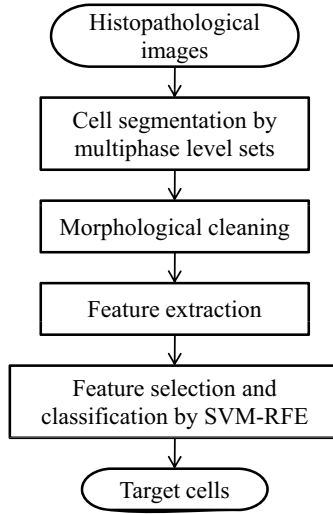 Histopathological
images
Cell segmentation by
multiphase level sets
Morphological cleaning
Feature extraction
Feature selection and
classification by SVM-RFE
Target cells